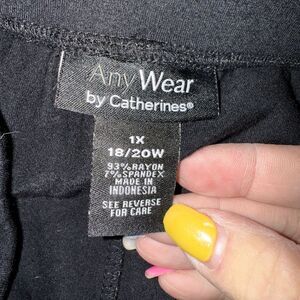 AnyWear
by Catherines®
1X
18/20W
93% RAYON
7% SPANDEX
MADE IN
INDONESIA
SEE REVERSE
FOR CARE